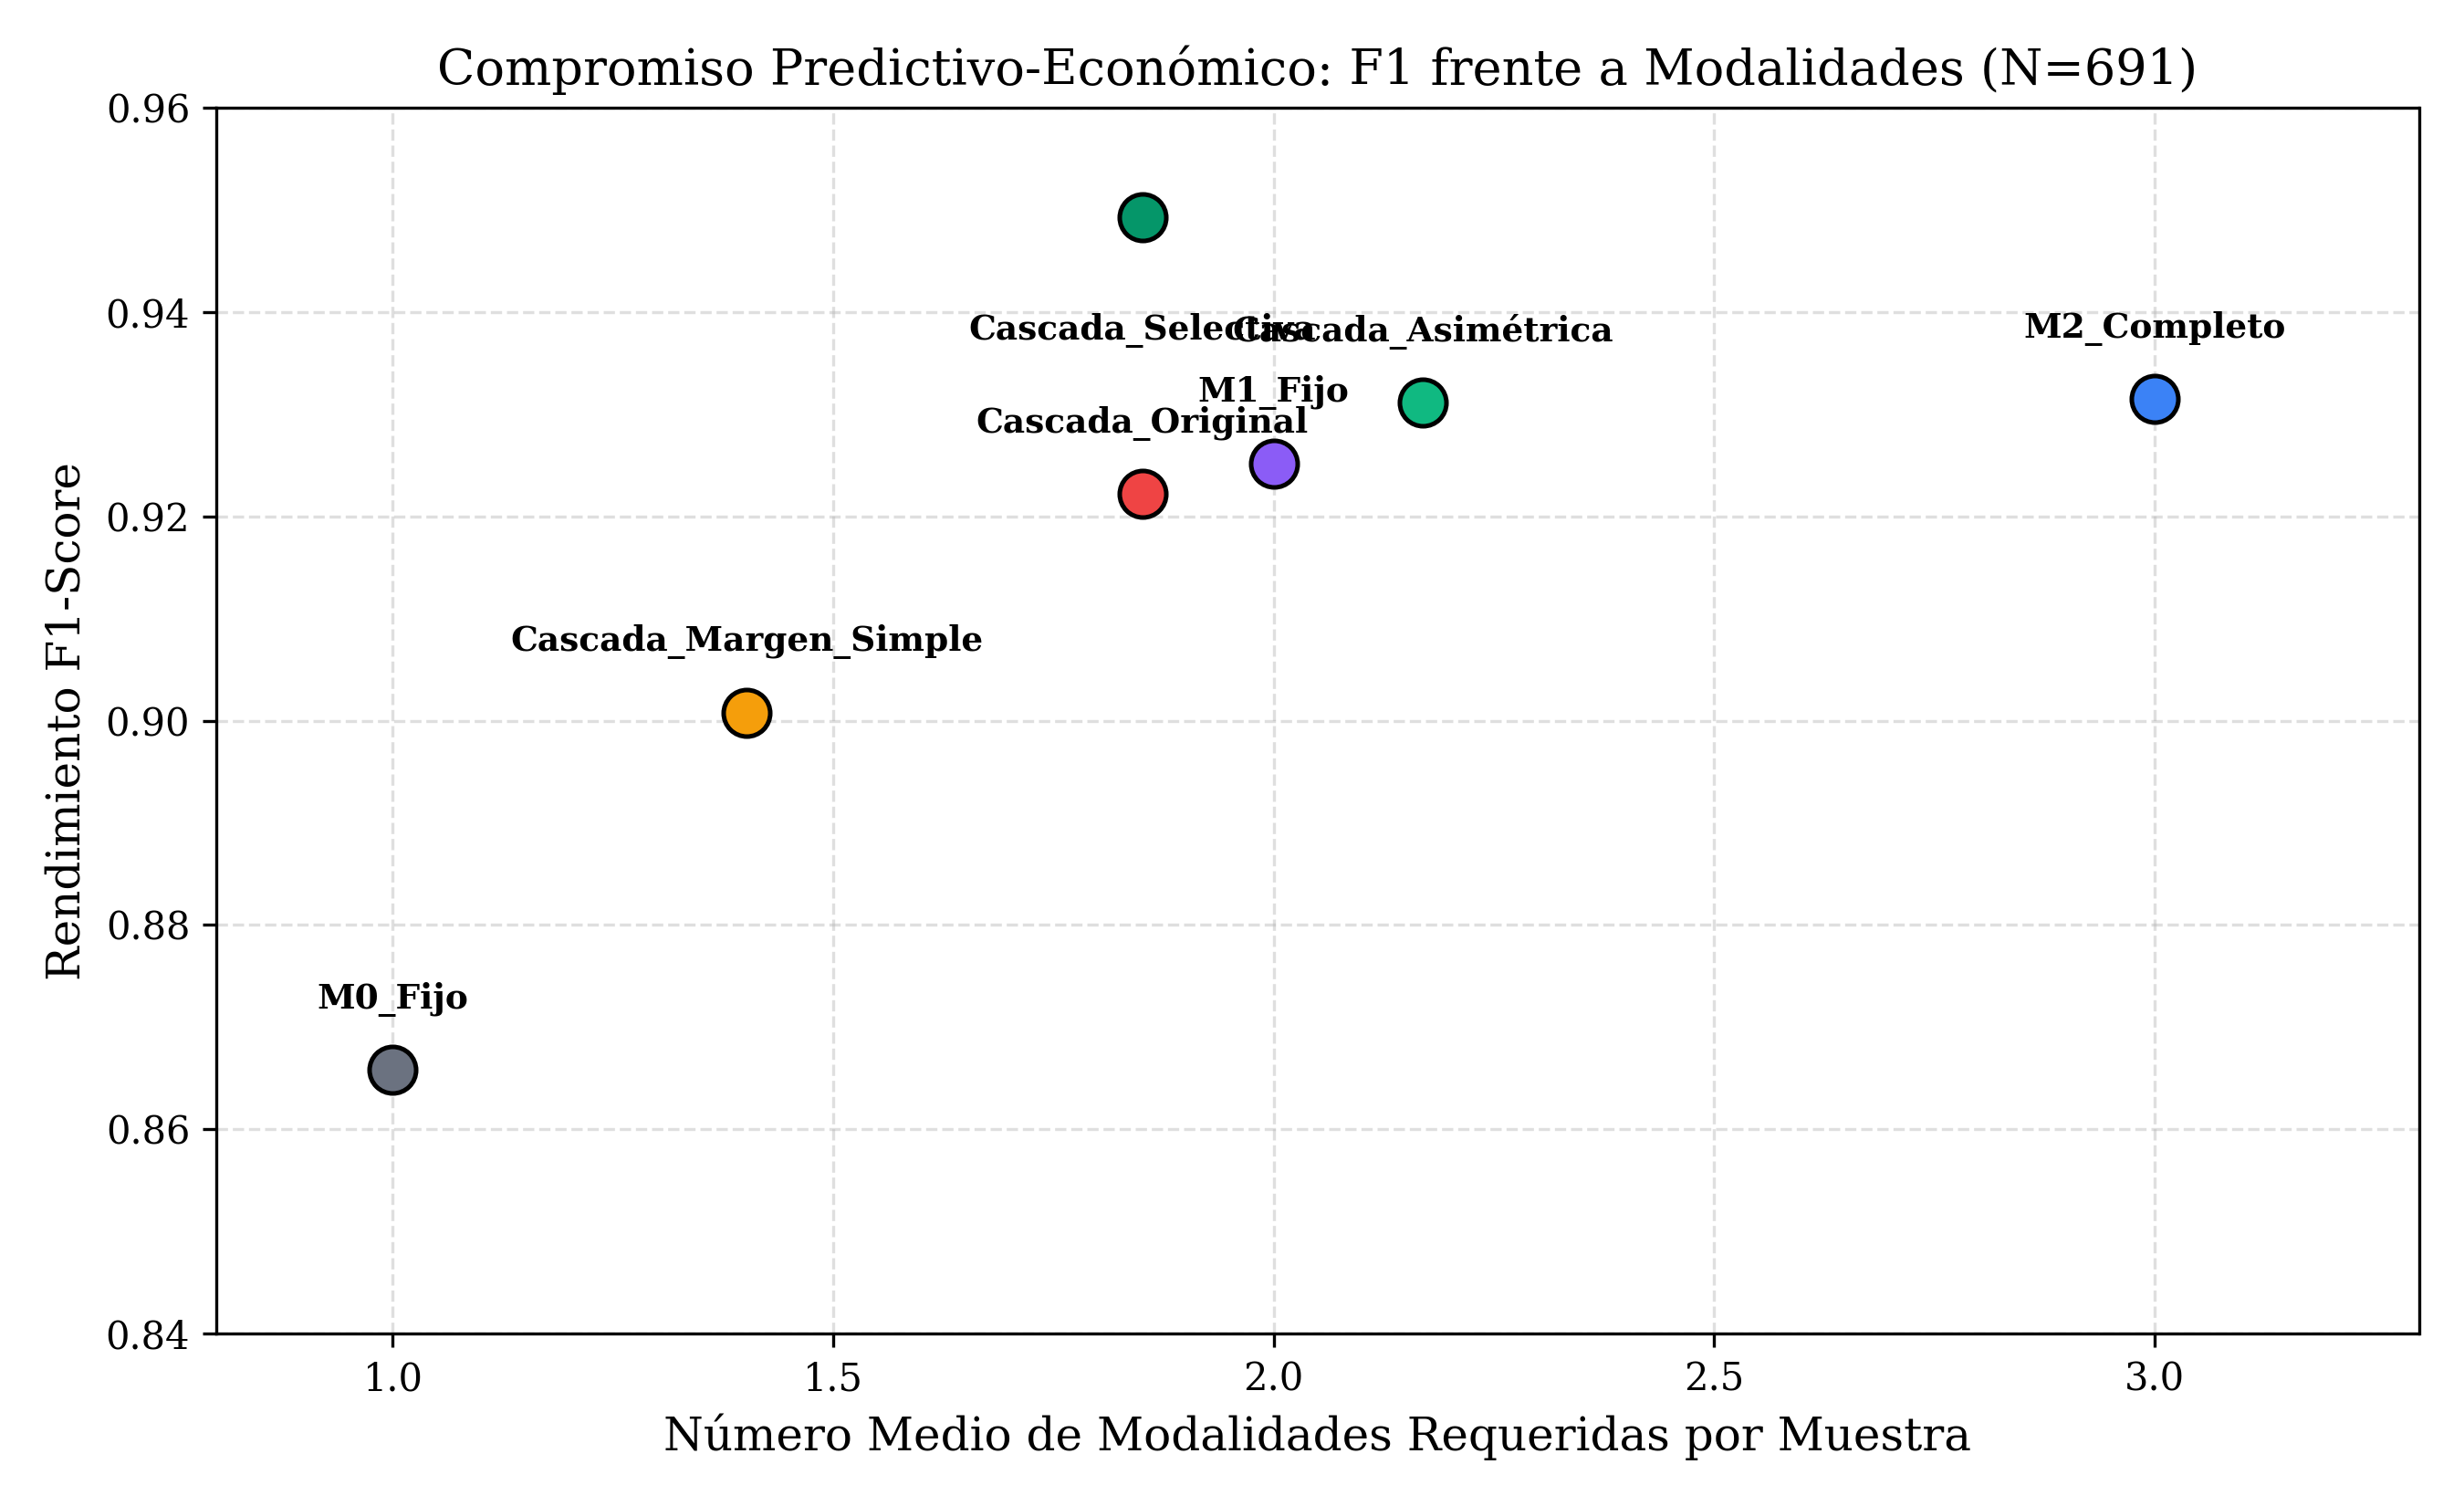 Compromiso Predictivo-Económico: F1 frente a Modalidades (N=691)
Rendimiento F1-Score
0.96
0.94
0.92
0.90
0.88
0.86
0.84
Cascada_Selectiva
Cascada_Asimétrica
M2_Completo
M1_Fijo
Cascada_Original
Cascada_Margen_Simple
M0_Fijo
1.0 1.5 2.0 2.5 3.0
Número Medio de Modalidades Requeridas por Muestra